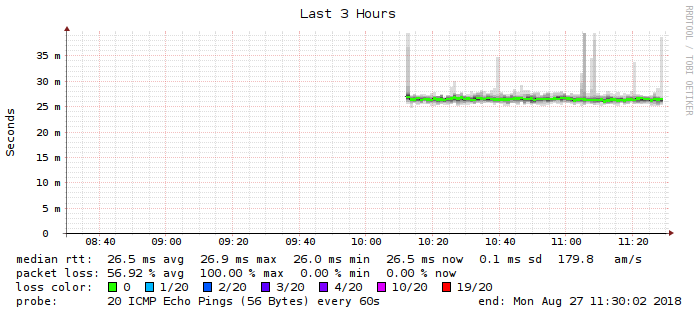 Last 3 Hours
RRDTOOL / TOBI OETIKER
Seconds
35 m
30 m
25 m
20 m
15 m
10 m
5 m
0
08:40 09:00 09:20 09:40 10:00 10:20 10:40 11:00 11:20
median rtt: 26.5 ms avg 26.9 ms max 26.0 ms min 26.5 ms now 0.1 ms sd 179.8 am/s
packet loss: 56.92 % avg 100.00 % max 0.00 % min 0.00 % now
loss color: 0 1/20 2/20 3/20 4/20 10/20 19/20
probe: 20 ICMP Echo Pings (56 Bytes) every 60s end: Mon Aug 27 11:30:02 2018